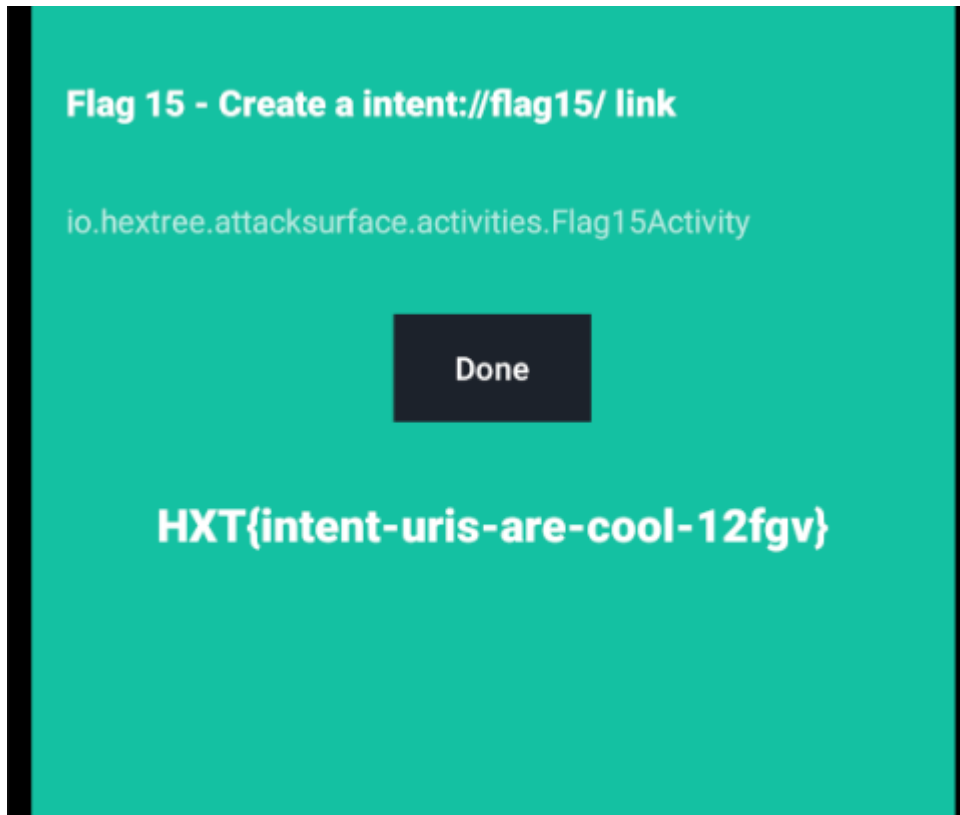 Flag 15 - Create a intent://flag15/ link
io.hextree.attacksurface.activities.Flag15Activity
Done
HXT{intent-uris-are-cool-12fgv}